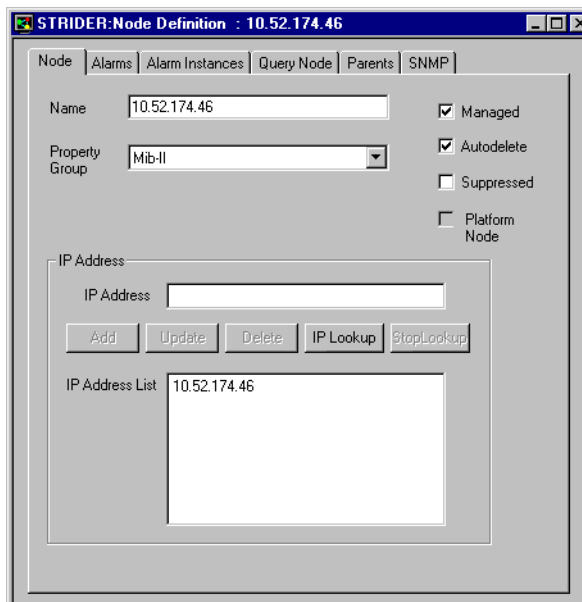 STRIDER:Node Definition : 10.52.174.46
Node Alarms Alarm Instances Query Node Parents SNMP
Name 10.52.174.46
Managed
Property Group Mib-II
Autodelete
Suppressed
Platform Node
IP Address
IP Address
Add Update Delete IP Lookup StopLookup
IP Address List 10.52.174.46